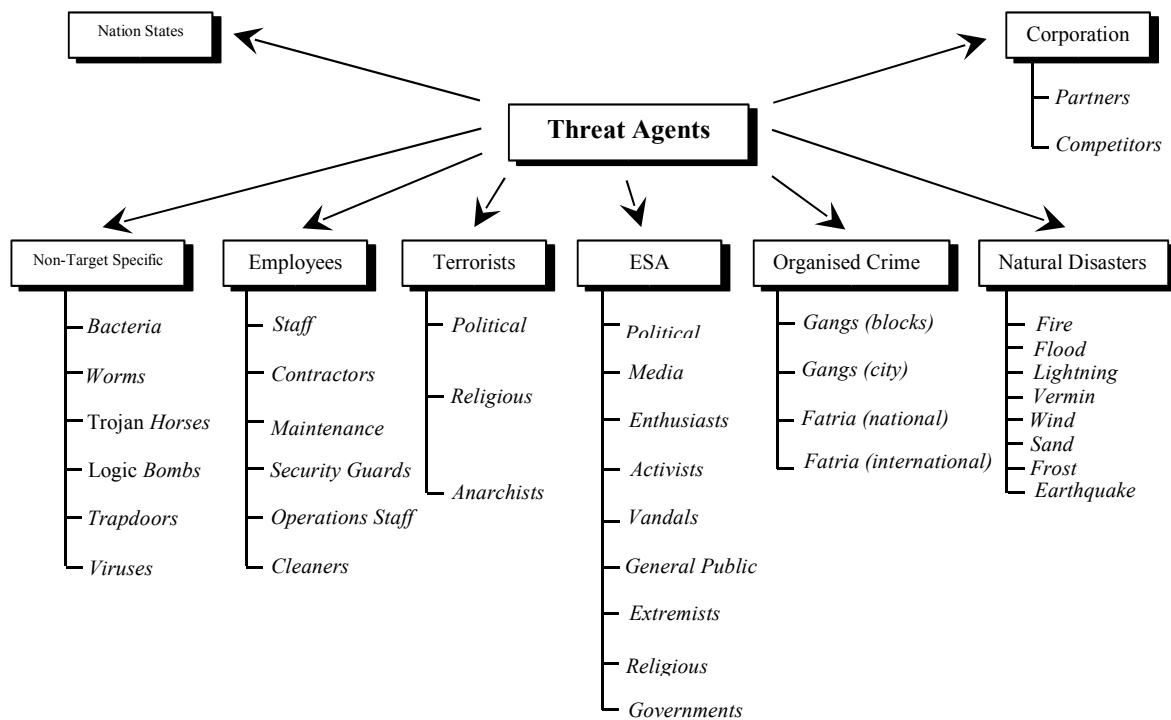 Nation States
Corporation
Partners
Competitors
Threat Agents
Non-Target Specific
Bacteria
Worms
Trojan Horses
Logic Bombs
Trapdoors
Viruses
Employees
Staff
Contractors
Maintenance
Security Guards
Operations Staff
Cleaners
Terrorists
Political
Religious
Anarchists
ESA
Political
Media
Enthusiasts
Activists
Vandals
General Public
Extremists
Religious
Governments
Organised Crime
Gangs (blocks)
Gangs (city)
Fatria (national)
Fatria (international)
Natural Disasters
Fire
Flood
Lightning
Vermin
Wind
Sand
Frost
Earthquake